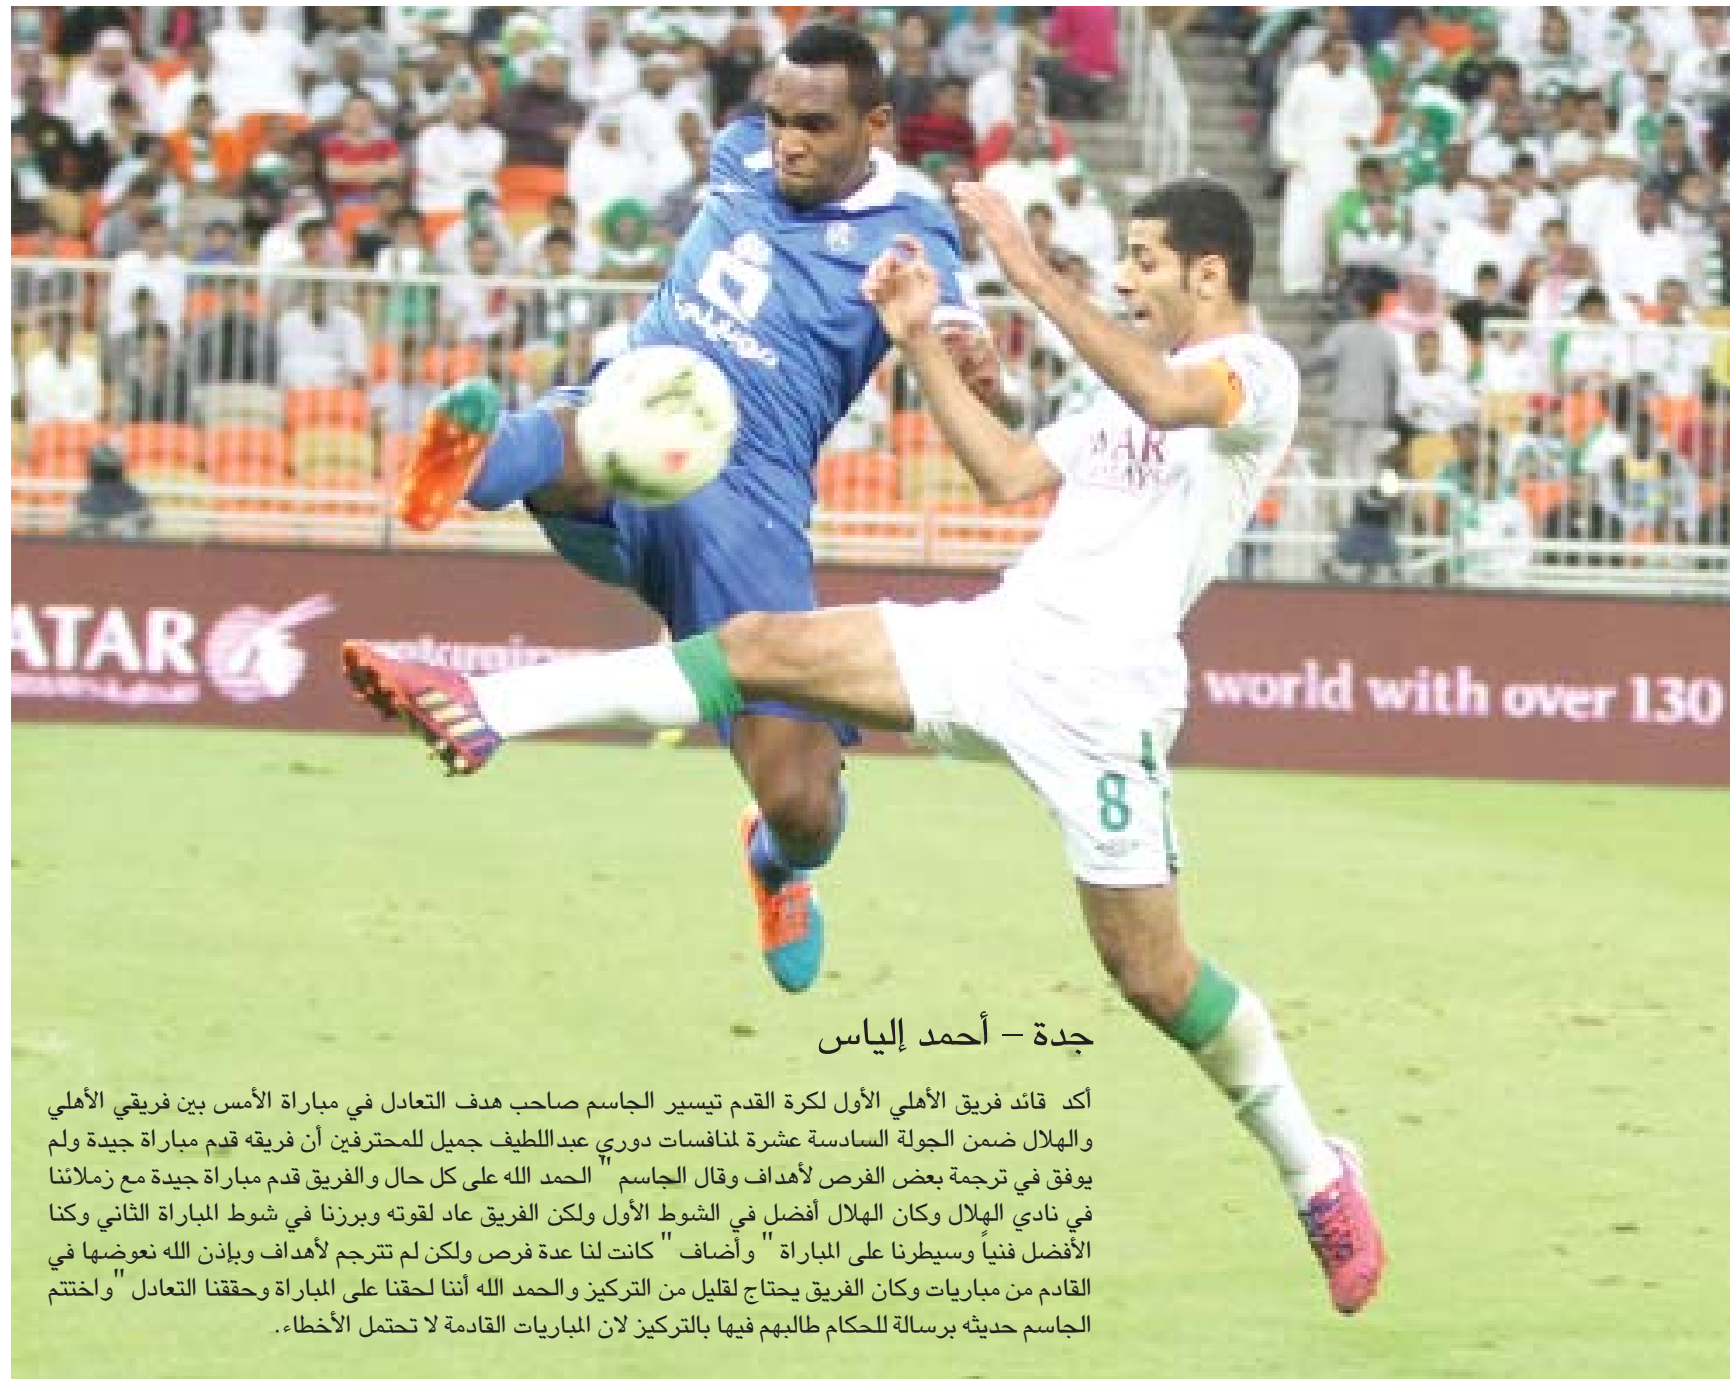 ATAR
world with over 130
8
جدة – أحمد إلياس
أكد قائد فريق الأهلي الأول لكرة القدم تيسير الجاسم صاحب هدف التعادل في مباراة الأمس بين فريقي الأهلي
والهلال ضمن الجولة السادسة عشرة لمنافسات دوري عبداللطيف جميل للمحترفين أن فريقه قدم مباراة جيدة ولم
يوفق في ترجمة بعض الفرص لأهداف وقال الجاسم " الحمد الله على كل حال والفريق قدم مباراة جيدة مع زملائنا
في نادي الهلال وكان الهلال أفضل في الشوط الأول ولكن الفريق عاد لقوته وبرزنا في شوط المباراة الثاني وكنا
الأفضل فنياً وسيطرنا على المباراة " وأضاف " كانت لنا عدة فرص ولكن لم تترجم لأهداف وبإذن الله نعوضها في
القادم من مباريات وكان الفريق يحتاج لقليل من التركيز والحمد الله أننا لحقنا على المباراة وحققنا التعادل "واختتم
الجاسم حديثه برسالة للحكام طالبهم فيها بالتركيز لان المباريات القادمة لا تحتمل الأخطاء.